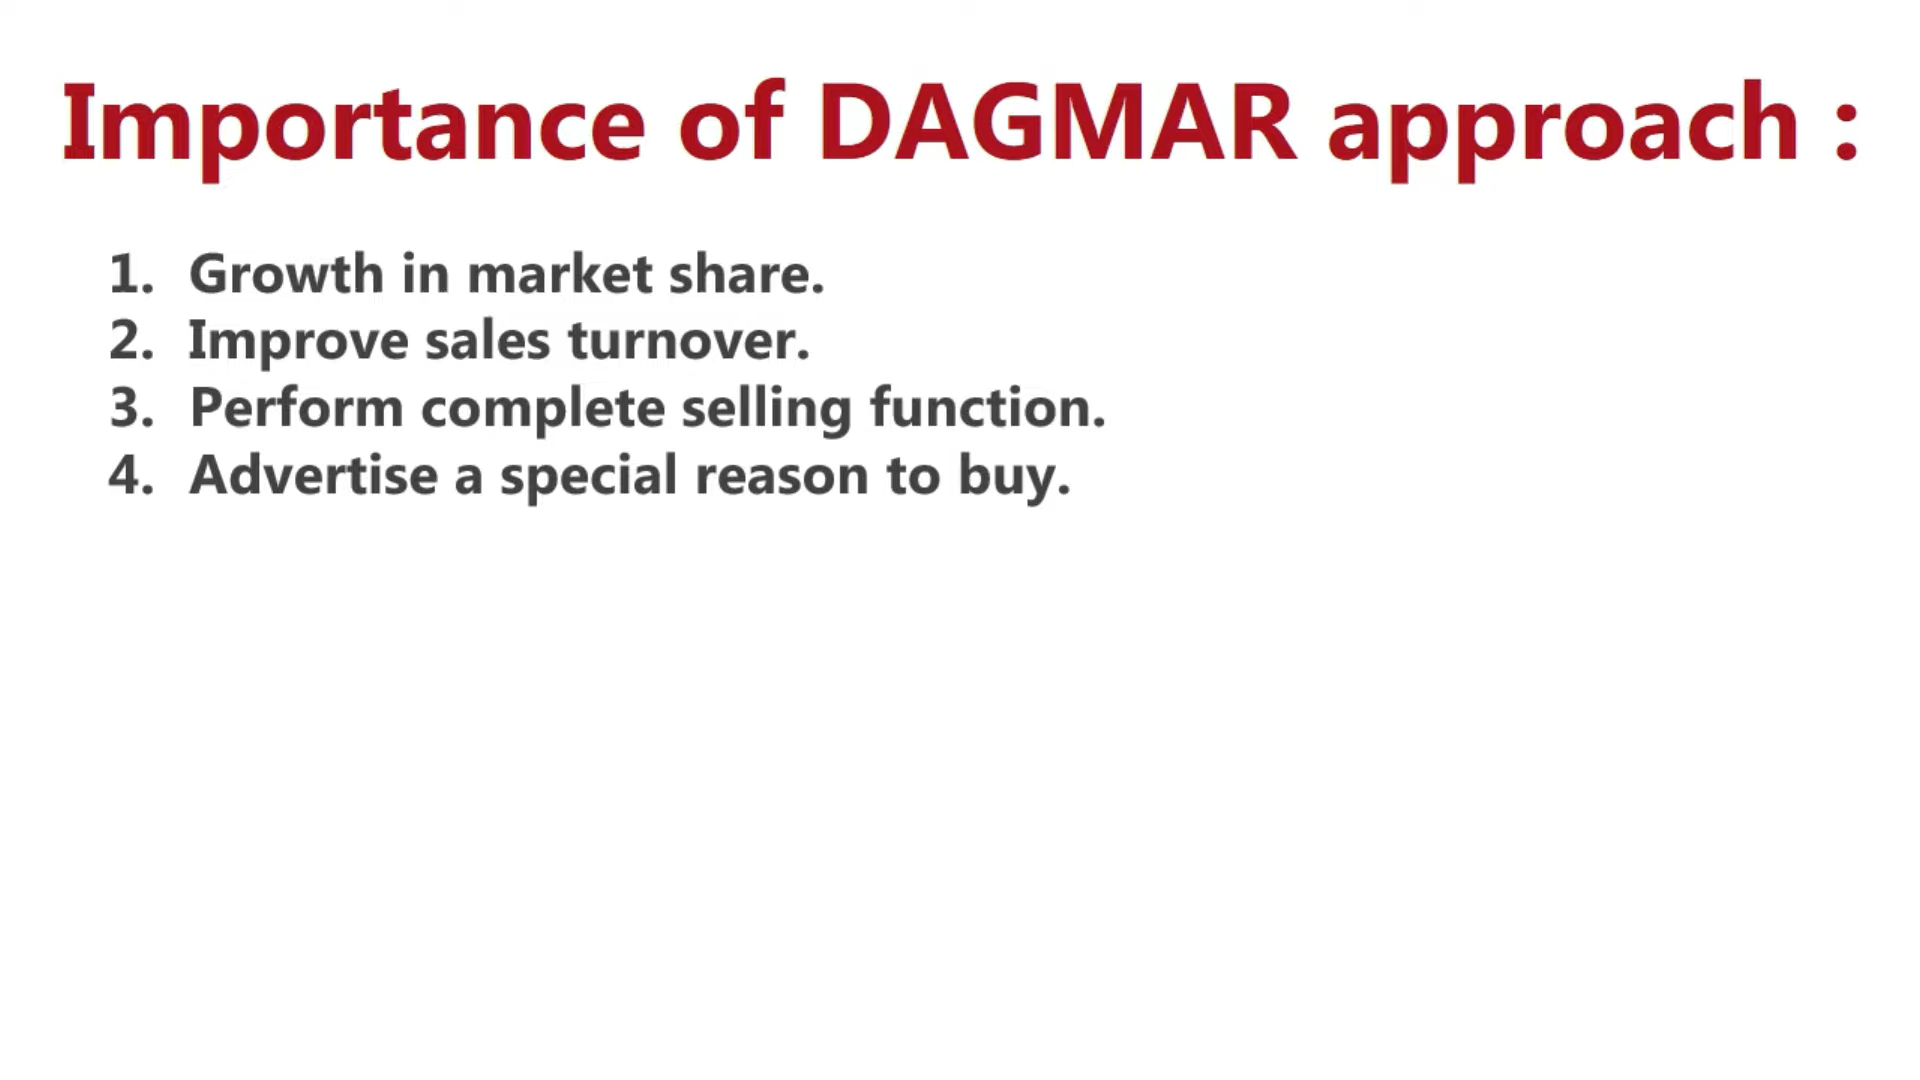 Importance of DAGMAR approach :
1. Growth in market share.
2. Improve sales turnover.
3. Perform complete selling function.
4. Advertise a special reason to buy.